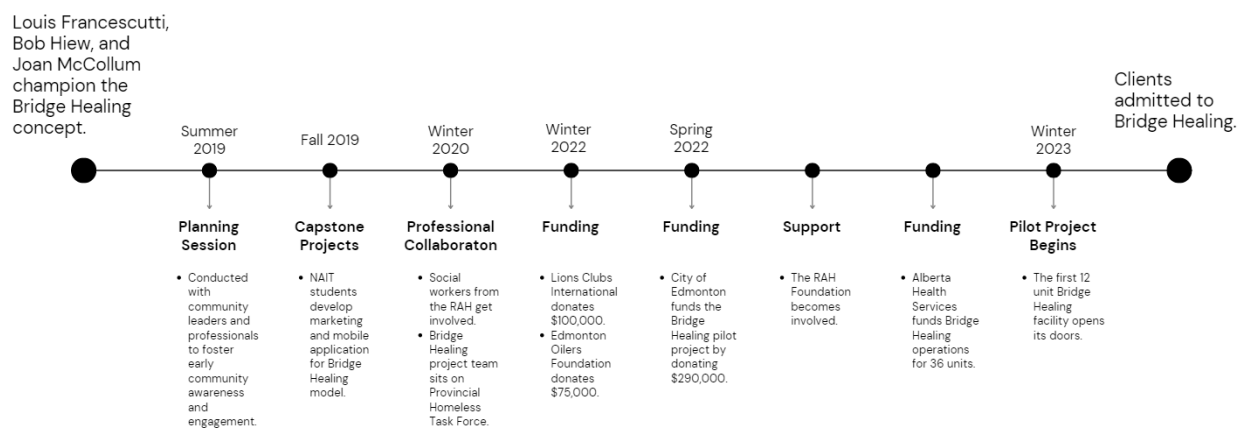 Louis Francescutti,
Bob Hiew, and
Joan McCollum
champion the
Bridge Healing
concept.
Summer
2019
Planning
Session
• Conducted
with
community
leaders and
professionals
to foster
early
community
awareness
and
engagement.
Fall 2019
Capstone
Projects
• NAIT
students
develop
marketing
and mobile
application
for Bridge
Healing
model.
Winter
2020
Professional
Collaboraton
• Social
workers from
the RAH get
involved.
• Bridge
Healing
project team
sits on
Provincial
Homeless
Task Force.
Winter
2022
Funding
• Lions Clubs
International
donates
$100,000.
• Edmonton
Oilers
Foundation
donates
$75,000.
Spring
2022
Funding
• City of
Edmonton
funds the
Bridge
Healing pilot
project by
donating
$290,000.
Support
• The RAH
Foundation
becomes
involved.
Funding
• Alberta
Health
Services
funds Bridge
Healing
operations
for 36 units.
Winter
2023
Pilot Project
Begins
• The first 12
unit Bridge
Healing
facility opens
its doors.
Clients
admitted to
Bridge Healing.